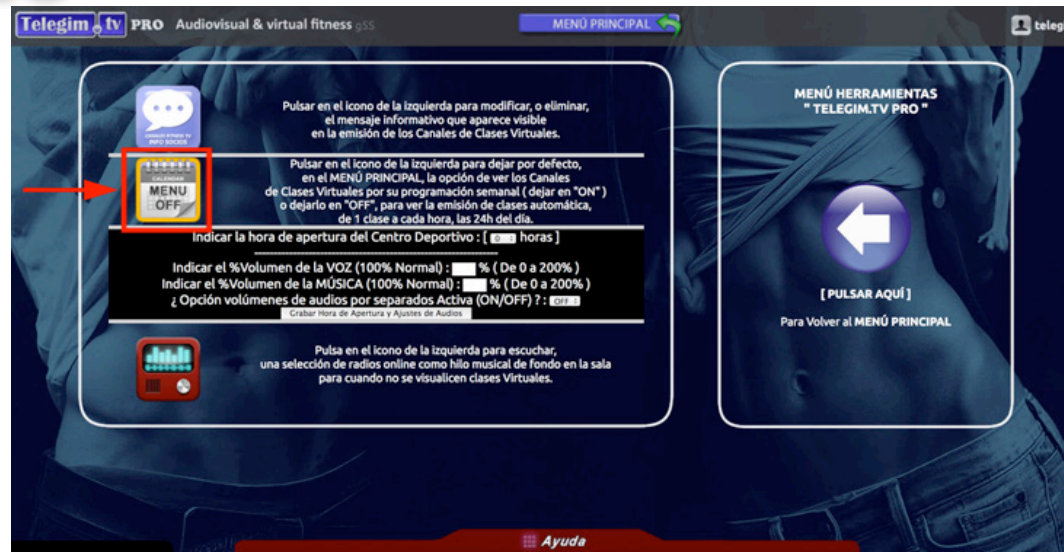 Telegim.tv PRO Audiovisual & virtual fitness gSS
MENÚ PRINCIPAL
teleg
Pulsar en el icono de la izquierda para modificar, o eliminar,
el mensaje informativo que aparece visible
en la emisión de los Canales de Clases Virtuales.
CANALES FITNESS TV
INFO SOCIOS
Pulsar en el icono de la izquierda para dejar por defecto,
en el MENÚ PRINCIPAL, la opción de ver los Canales
de Clases Virtuales por su programación semanal ( dejar en "ON" )
o dejarlo en "OFF", para ver la emisión de clases automática,
de 1 clase a cada hora, las 24h del día.
CALENDAR
MENU
OFF
Indicar la hora de apertura del Centro Deportivo : [ 0 horas ]
Indicar el %Volumen de la VOZ (100% Normal) : % ( De 0 a 200% )
Indicar el %Volumen de la MÚSICA (100% Normal) : % ( De 0 a 200% )
¿ Opción volúmenes de audios por separados Activa (ON/OFF) ? : OFF
Grabar Hora de Apertura y Ajustes de Audios
Pulsa en el icono de la izquierda para escuchar,
una selección de radios online como hilo musical de fondo en la sala
para cuando no se visualicen clases Virtuales.
MENÚ HERRAMIENTAS
" TELEGIM.TV PRO "
[ PULSAR AQUÍ ]
Para Volver al MENÚ PRINCIPAL
Ayuda